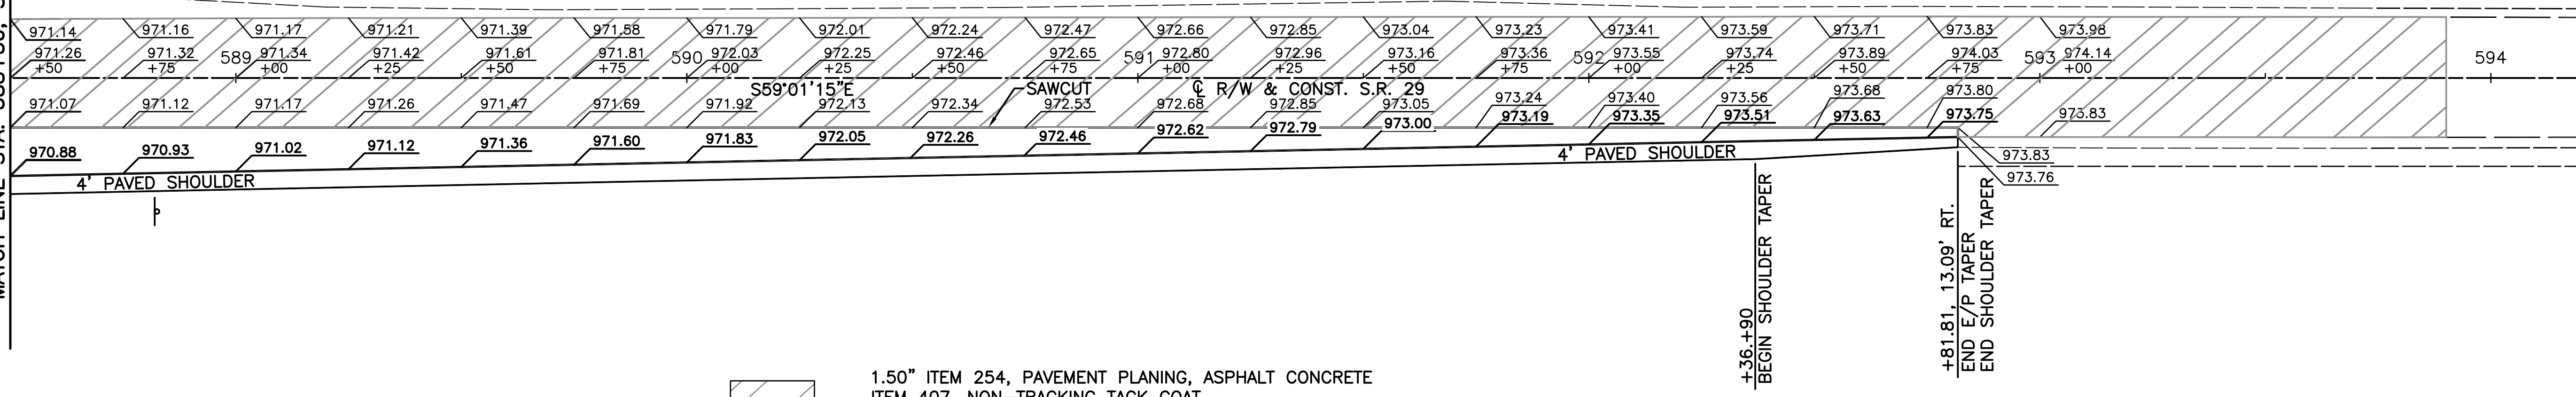 971.14 971.16 971.17 971.21 971.39 971.58 971.79 972.01 972.24 972.47 972.66 972.85 973.04 973.23 973.41 973.59 973.71 973.83 973.98
971.26 971.32 589 971.34 971.42 971.61 971.81 590 972.03 972.25 972.46 972.65 591 972.80 972.96 973.16 973.36 592 973.55 973.74 973.89 974.03 593 974.14 594
+50 +75 +00 +25 +50 +75 +00 +25 +50 +75 +00 +25 +50 +75 +00 +25 +50 +75 +00
S59°01'15"E SAWCUT ℄ R/W & CONST. S.R. 29
971.07 971.12 971.17 971.26 971.47 971.69 971.92 972.13 972.34 972.53 972.68 972.85 973.05 973.24 973.40 973.56 973.68 973.80 973.83
970.88 970.93 971.02 971.12 971.36 971.60 971.83 972.05 972.26 972.46 972.62 972.79 973.00 973.19 973.35 973.51 973.63 973.75
4' PAVED SHOULDER
973.83
4' PAVED SHOULDER
973.76
+36.+90
BEGIN SHOULDER TAPER
+81.81, 13.09' RT.
END E/P TAPER
END SHOULDER TAPER
1.50" ITEM 254, PAVEMENT PLANING, ASPHALT CONCRETE
ITEM 407, NON-TRACKING TACK COAT